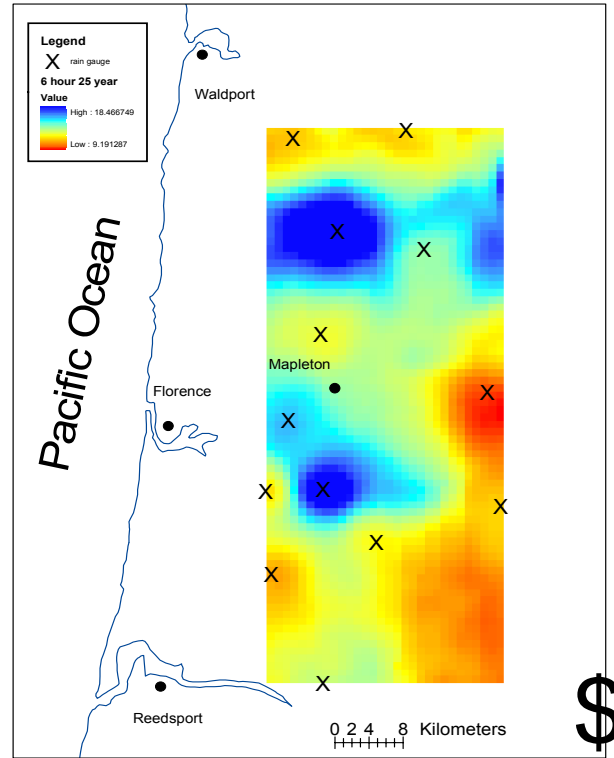 Legend
X rain gauge
6 hour 25 year
Value
High : 18.466749
Low : 9.191287
Waldport
X X
X
X
Pacific Ocean
X
Mapleton
Florence
X
X
X X
X
X
X
X
Reedsport
0 2 4 8 Kilometers
$